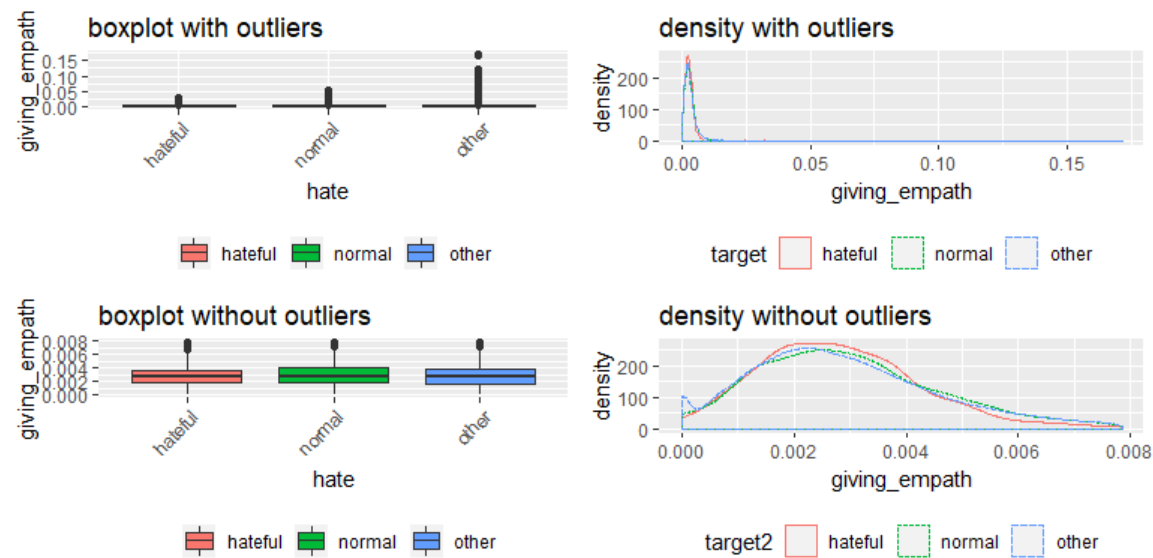 boxplot with outliers
giving_empath
0.15
0.10
0.05
0.00
hateful normal other
hate
hateful normal other
density with outliers
density
200
100
0
0.00 0.05 0.10 0.15
giving_empath
target hateful normal other
boxplot without outliers
giving_empath
0.008
0.006
0.004
0.002
0.000
hateful normal other
hate
hateful normal other
density without outliers
density
200
100
0
0.000 0.002 0.004 0.006 0.008
giving_empath
target2 hateful normal other